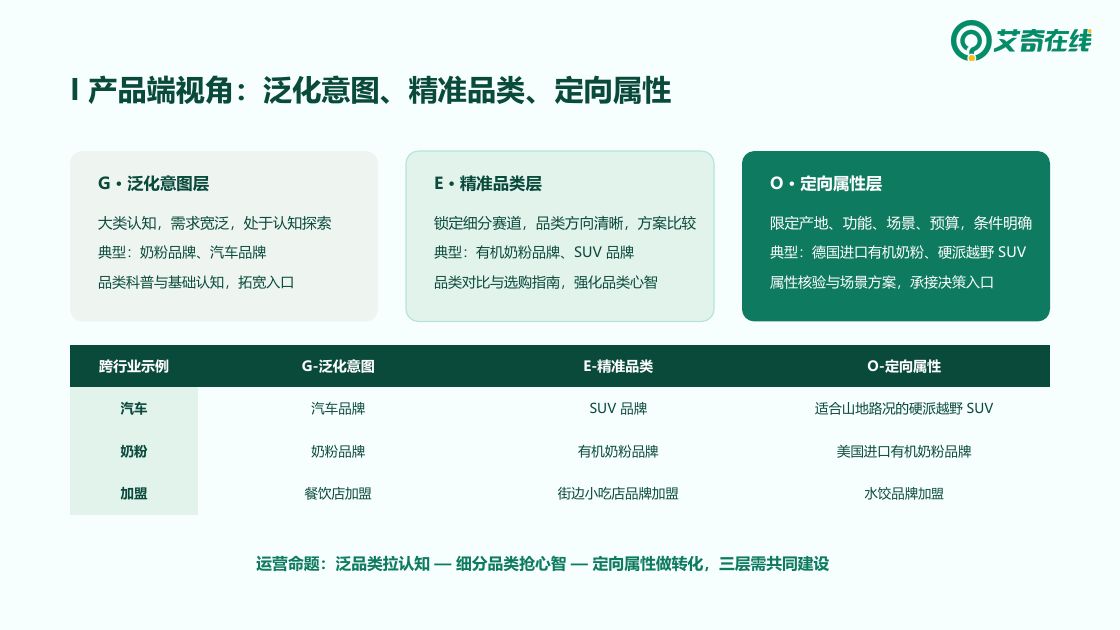 艾奇在线
I 产品端视角：泛化意图、精准品类、定向属性
G · 泛化意图层
大类认知，需求宽泛，处于认知探索
典型：奶粉品牌、汽车品牌
品类科普与基础认知，拓宽入口
E · 精准品类层
锁定细分赛道，品类方向清晰，方案比较
典型：有机奶粉品牌、SUV 品牌
品类对比与选购指南，强化品类心智
O · 定向属性层
限定产地、功能、场景、预算，条件明确
典型：德国进口有机奶粉、硬派越野 SUV
属性核验与场景方案，承接决策入口
跨行业示例 G-泛化意图 E-精准品类 O-定向属性
汽车 汽车品牌 SUV 品牌 适合山地路况的硬派越野 SUV
奶粉 奶粉品牌 有机奶粉品牌 美国进口有机奶粉品牌
加盟 餐饮店加盟 街边小吃店品牌加盟 水饺品牌加盟
运营命题：泛品类拉认知 — 细分品类抢心智 — 定向属性做转化，三层需共同建设